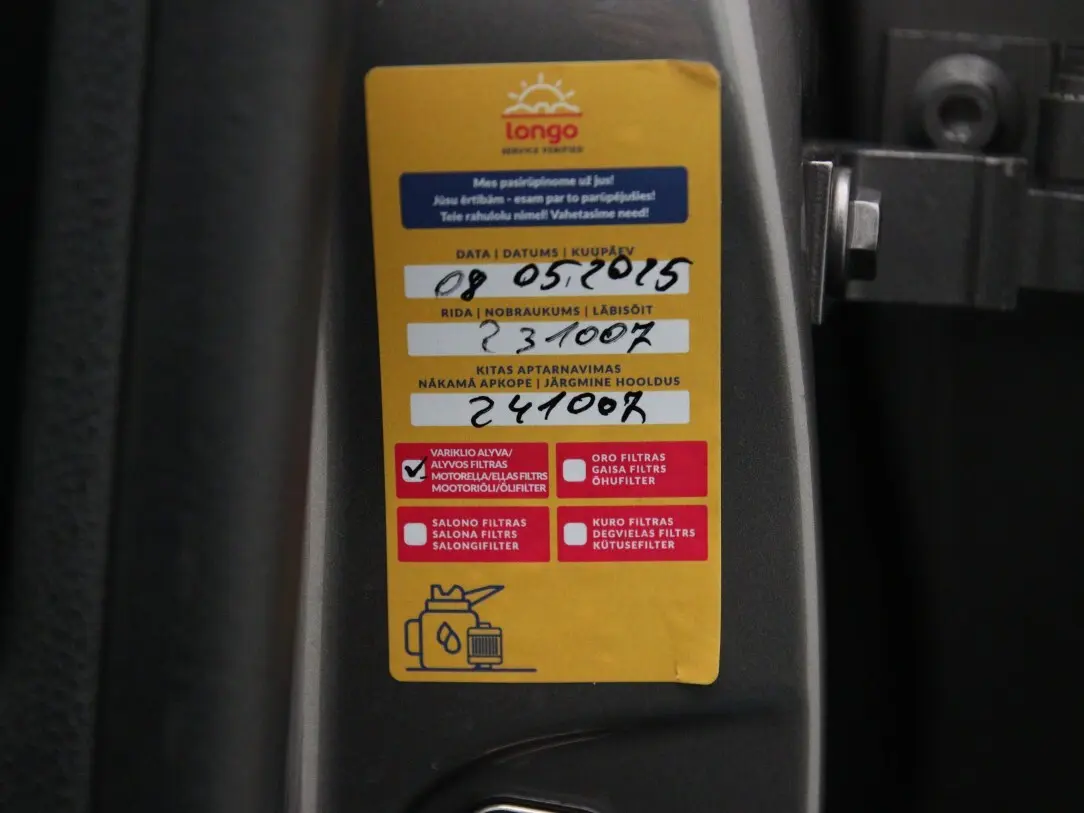 longo
SERVICE VERIFIED
Mes pasirūpinome už jus!
Jūsu ērtībām - esam par to parūpējušies!
Teie rahulolu nimel! Vahetasime need!
DATA | DATUMS | KUUPÄEV
08 05.2025
RIDA | NOBRAUKUMS | LÄBISÕIT
231007
KITAS APTARNAVIMAS
NĀKAMĀ APKOPE | JÄRGMINE HOOLDUS
241007
VARIKLIO ALYVA/
ALYVOS FILTRAS
MOTOREĻĻA/EĻĻAS FILTRS
MOOTORIÕLI/ÕLIFILTER
ORO FILTRAS
GAISA FILTRS
ÕHUFILTER
SALONO FILTRAS
SALONA FILTRS
SALONGIFILTER
KURO FILTRAS
DEGVIELAS FILTRS
KÜTUSEFILTER